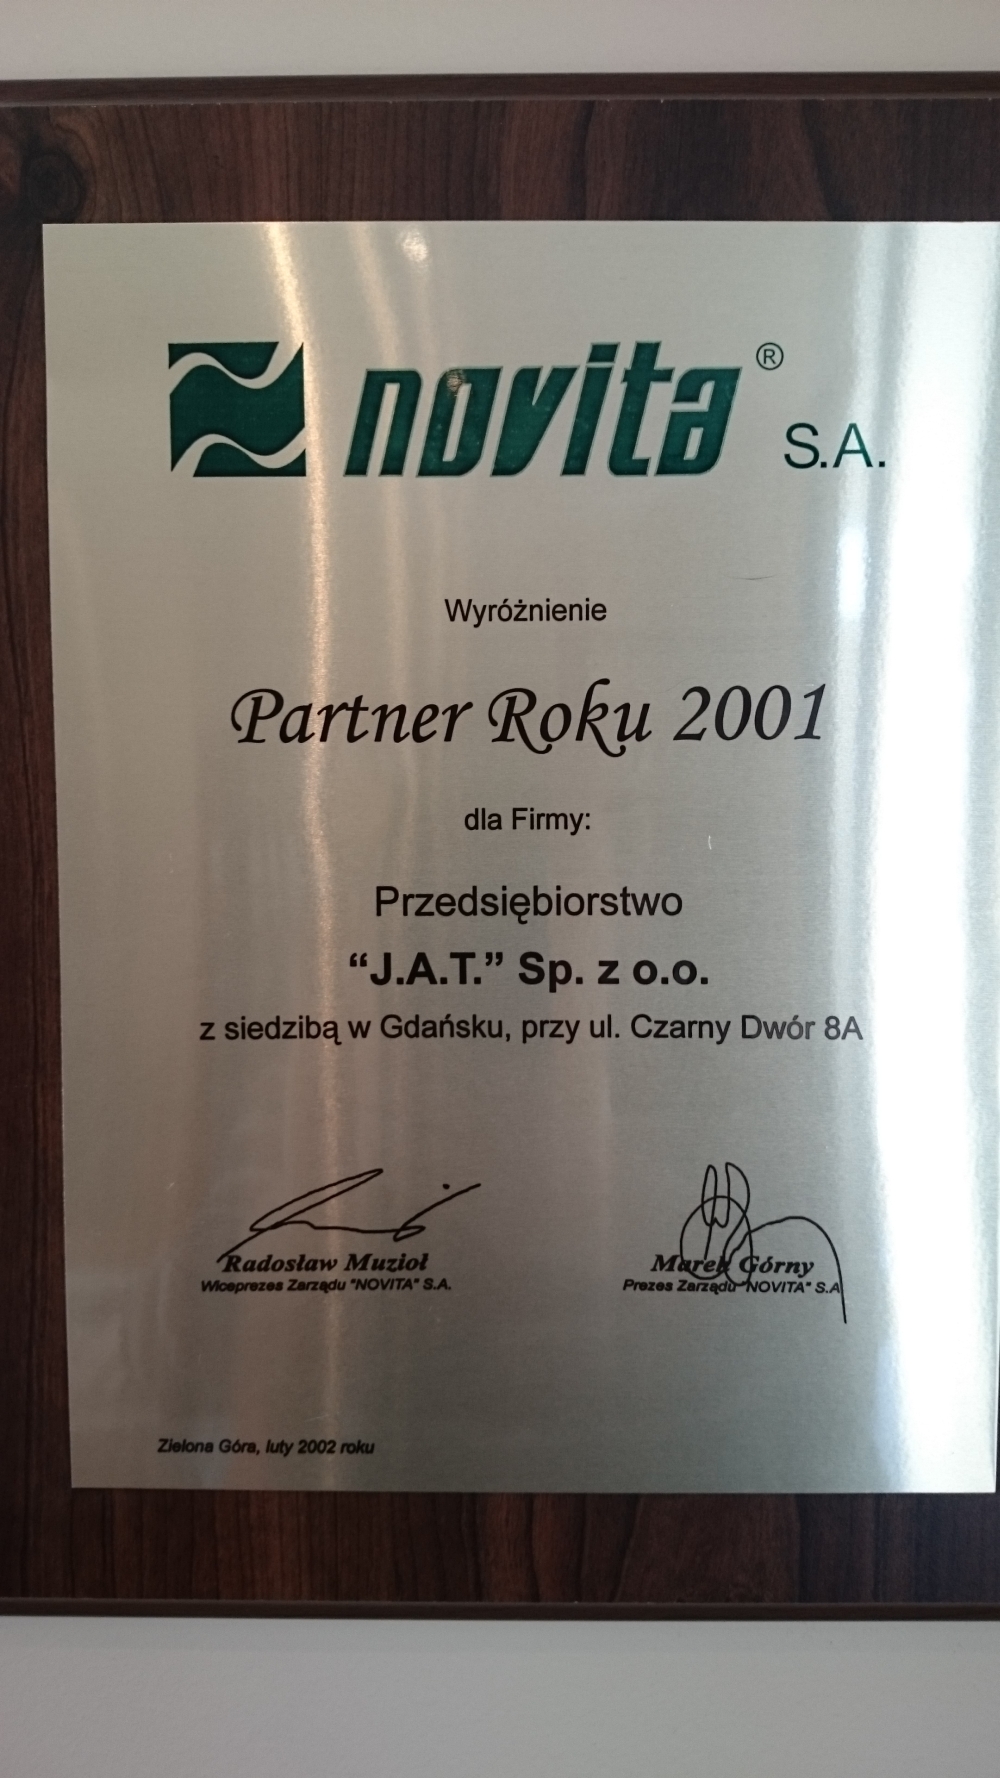 novita® S.A.
Wyróżnienie
Partner Roku 2001
dla Firmy:
Przedsiębiorstwo
“J.A.T.” Sp. z o.o.
z siedzibą w Gdańsku, przy ul. Czarny Dwór 8A
Radosław Muzioł Marek Górny
Wiceprezes Zarządu "NOVITA" S.A. Prezes Zarządu "NOVITA" S.A
Zielona Góra, luty 2002 roku